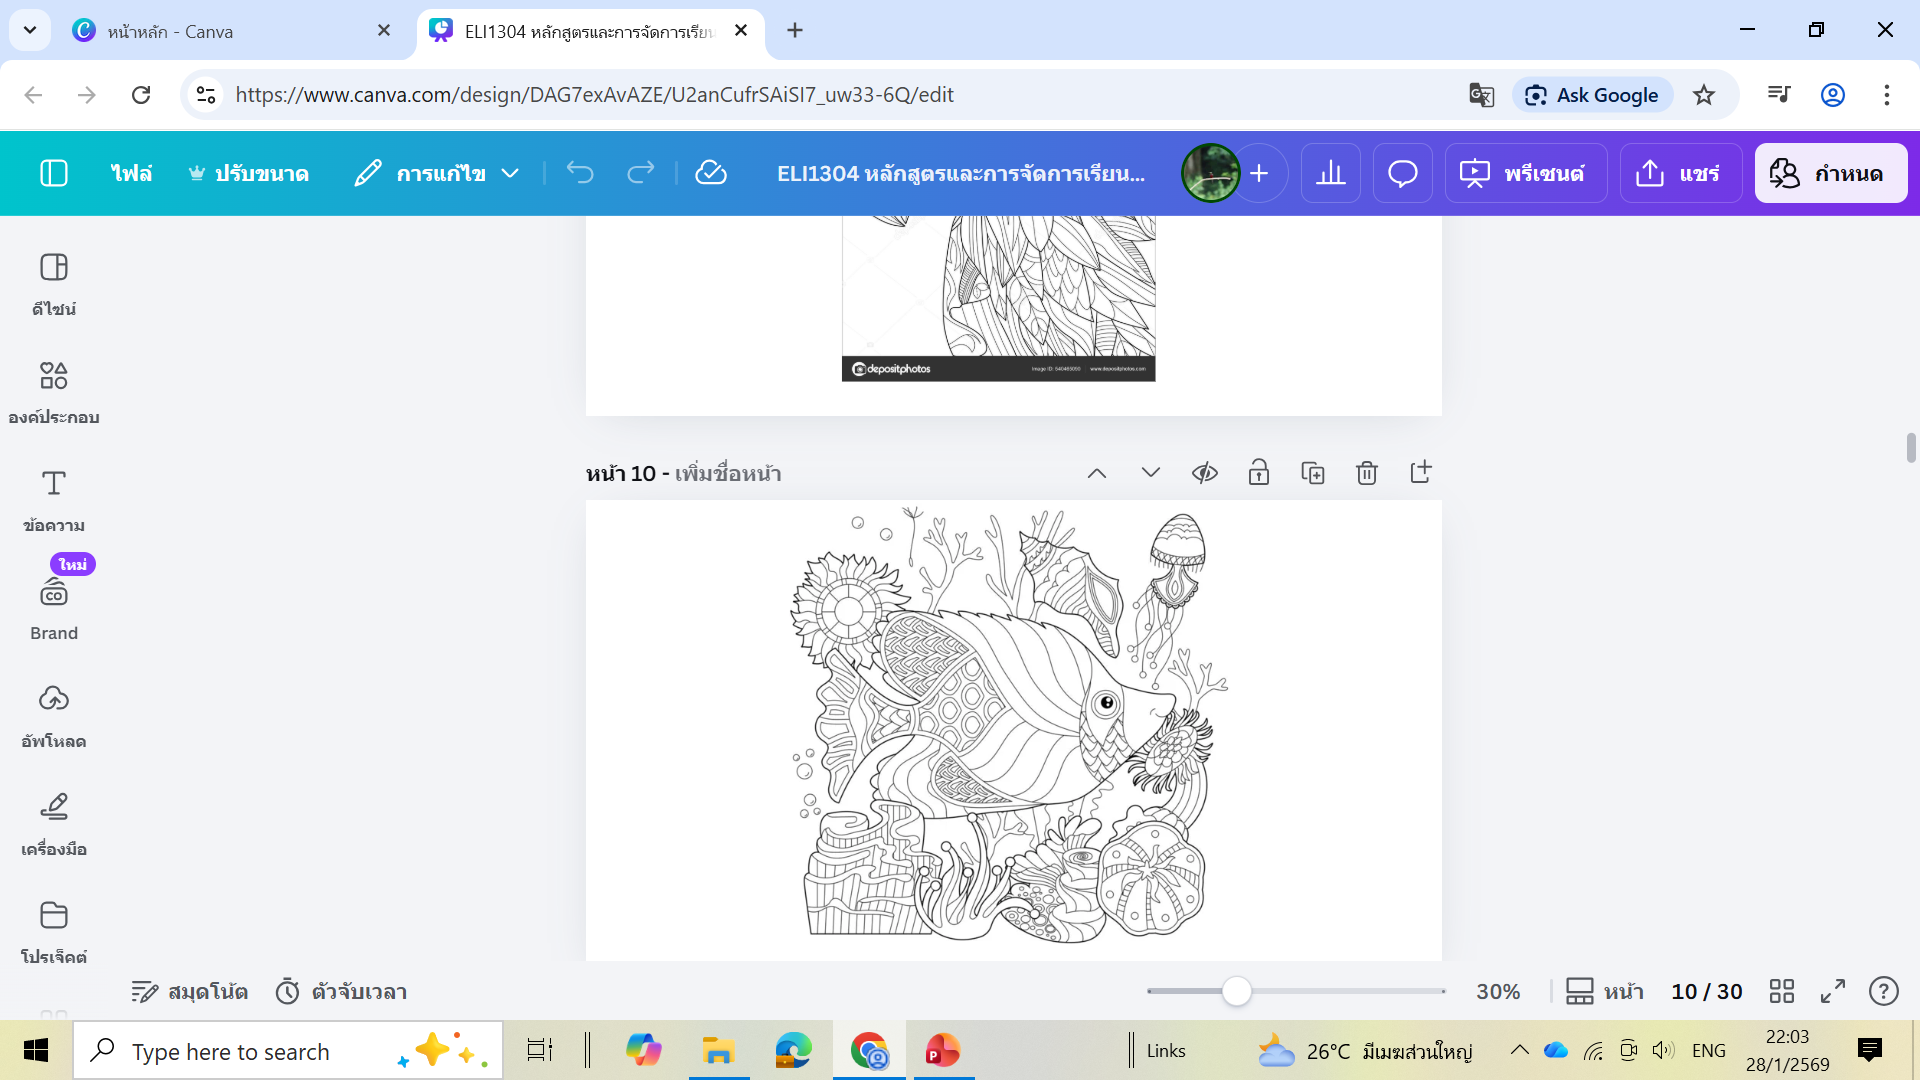 หน้าหลัก - Canva
ELI1304 หลักสูตรและการจัดการเรียน
https://www.canva.com/design/DAG7exAvAZE/U2anCufrSAiSI7_uw33-6Q/edit
Ask Google
ไฟล์
ปรับขนาด
การแก้ไข
ELI1304 หลักสูตรและการจัดการเรียน...
พรีเซนต์
แชร์
กำหนด
ดีไซน์
องค์ประกอบ
ข้อความ
ใหม่
Brand
อัพโหลด
เครื่องมือ
โปรเจ็คต์
depositphotos
Image ID: 540485093
www.depositphotos.com
หน้า 10 - เพิ่มชื่อหน้า
สมุดโน้ต
ตัวจับเวลา
30%
หน้า
10 / 30
Type here to search
Links
26°C มีเมฆส่วนใหญ่
ENG
22:03
28/1/2569